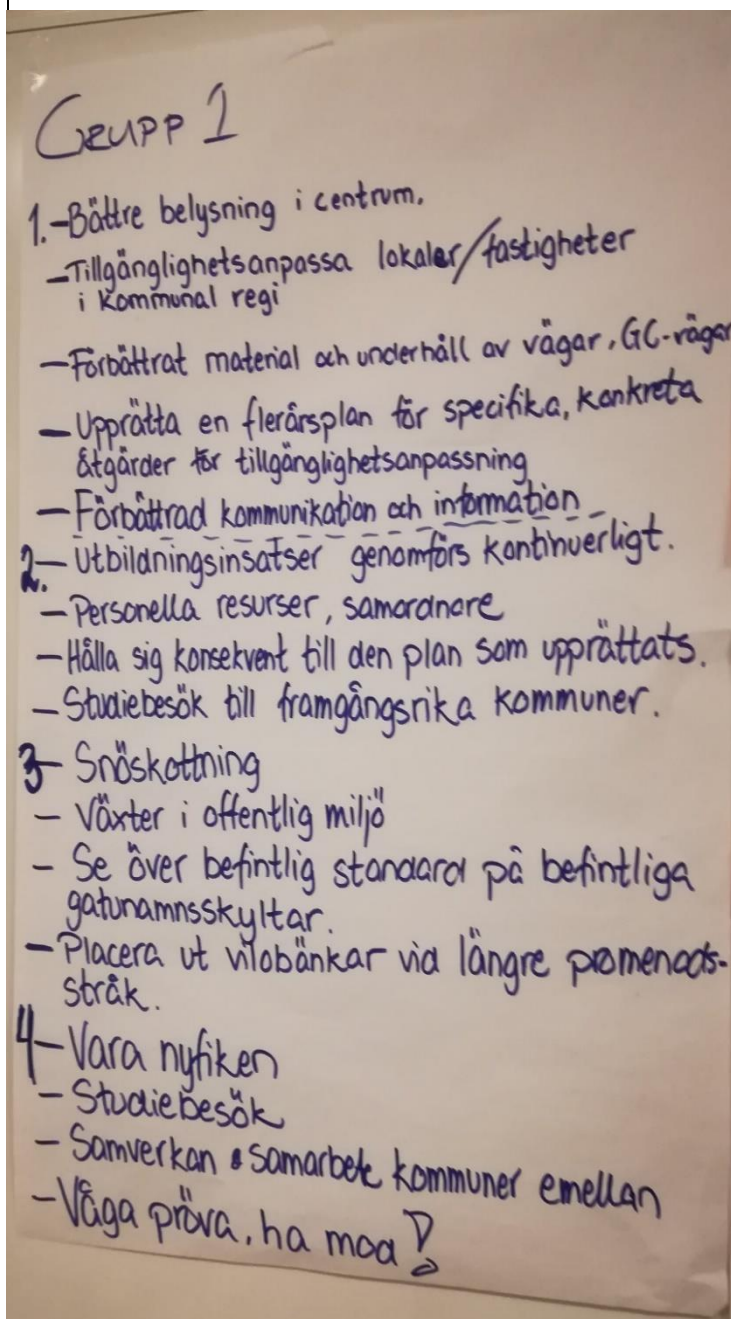 Grupp 1
1. - Bättre belysning i centrum.
- Tillgänglighetsanpassa lokaler/fastigheter
i kommunal regi
- Förbättrat material och underhåll av vägar, GC-vägar
- Upprätta en flerårsplan för specifika, konkreta
åtgärder för tillgänglighetsanpassning
- Förbättrad kommunikation och information
2. - Utbildningsinsatser genomförs kontinuerligt.
- Personella resurser, samordnare
- Hålla sig konsekvent till den plan som upprättats.
- Studiebesök till framgångsrika kommuner.
3 - Snöskottning
- Växter i offentlig miljö
- Se över befintlig standard på befintliga
gatunamnsskyltar.
- Placera ut vilobänkar vid längre promenads-
stråk.
4 - Vara nyfiken
- Studiebesök
- Samverkan • samarbete kommuner emellan
- Våga pröva, ha mod!